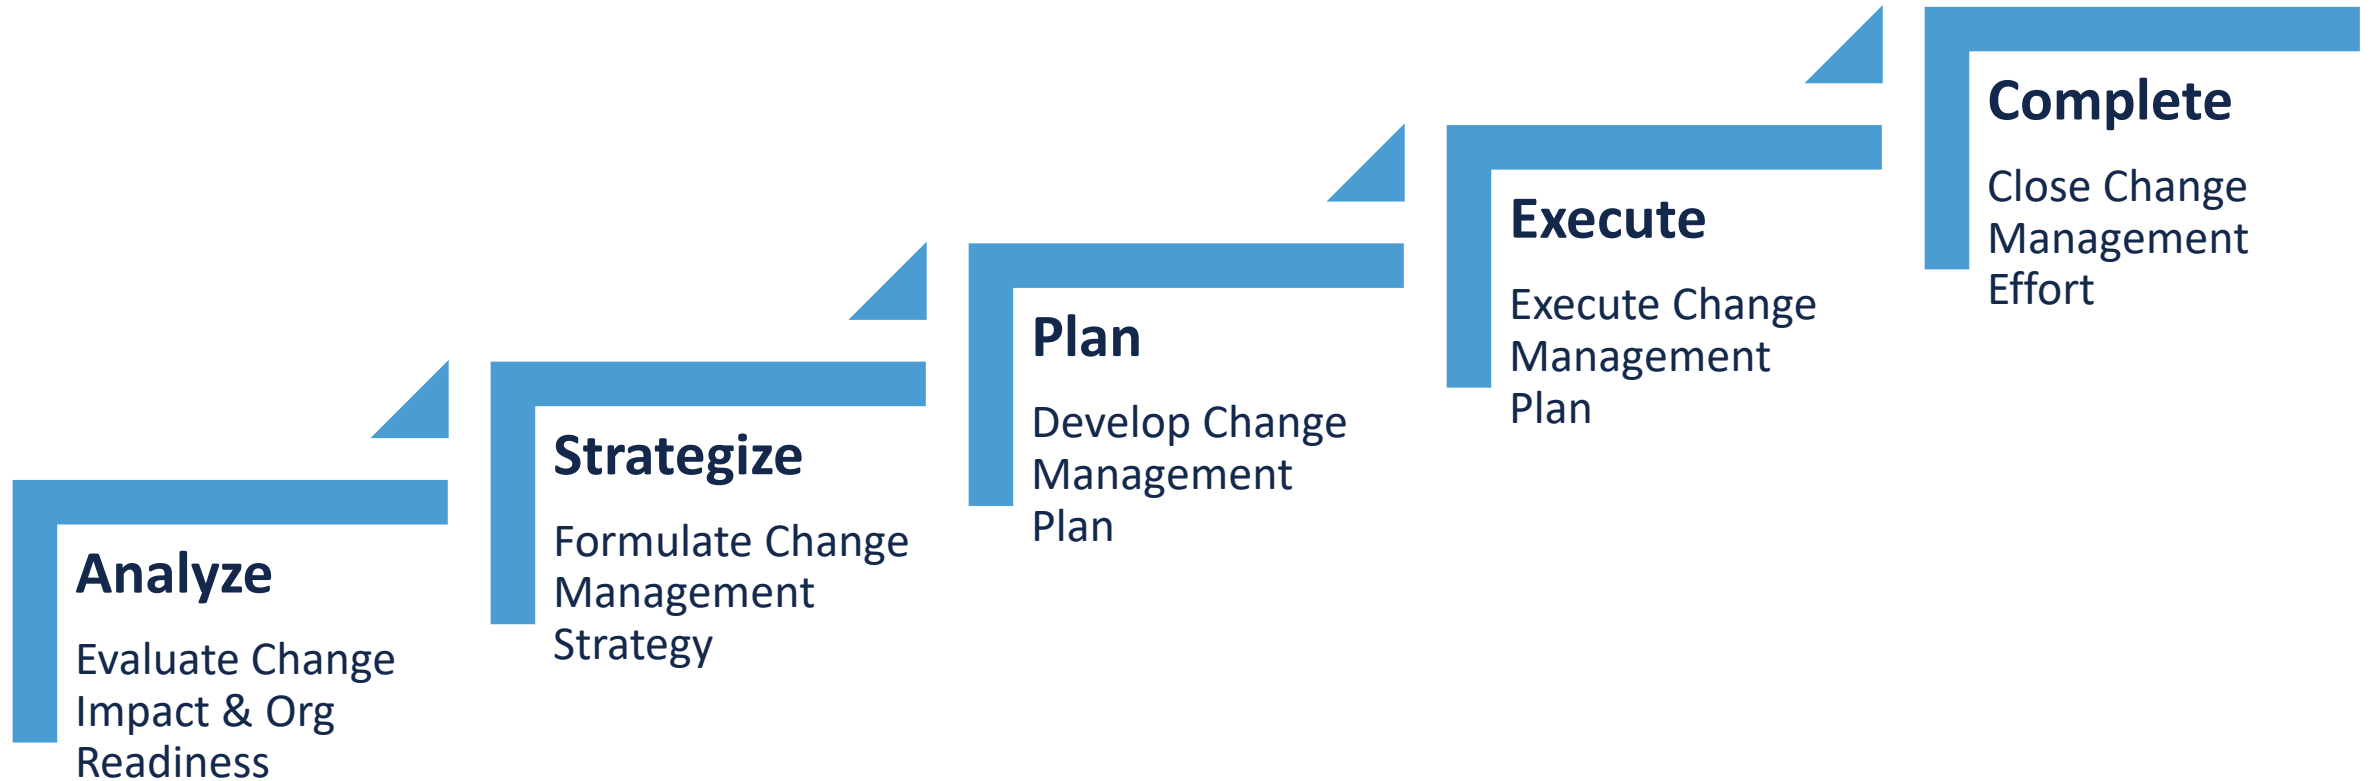 Analyze
Evaluate Change
Impact & Org
Readiness
Strategize
Formulate Change
Management
Strategy
Plan
Develop Change
Management
Plan
Execute
Execute Change
Management
Plan
Complete
Close Change
Management
Effort